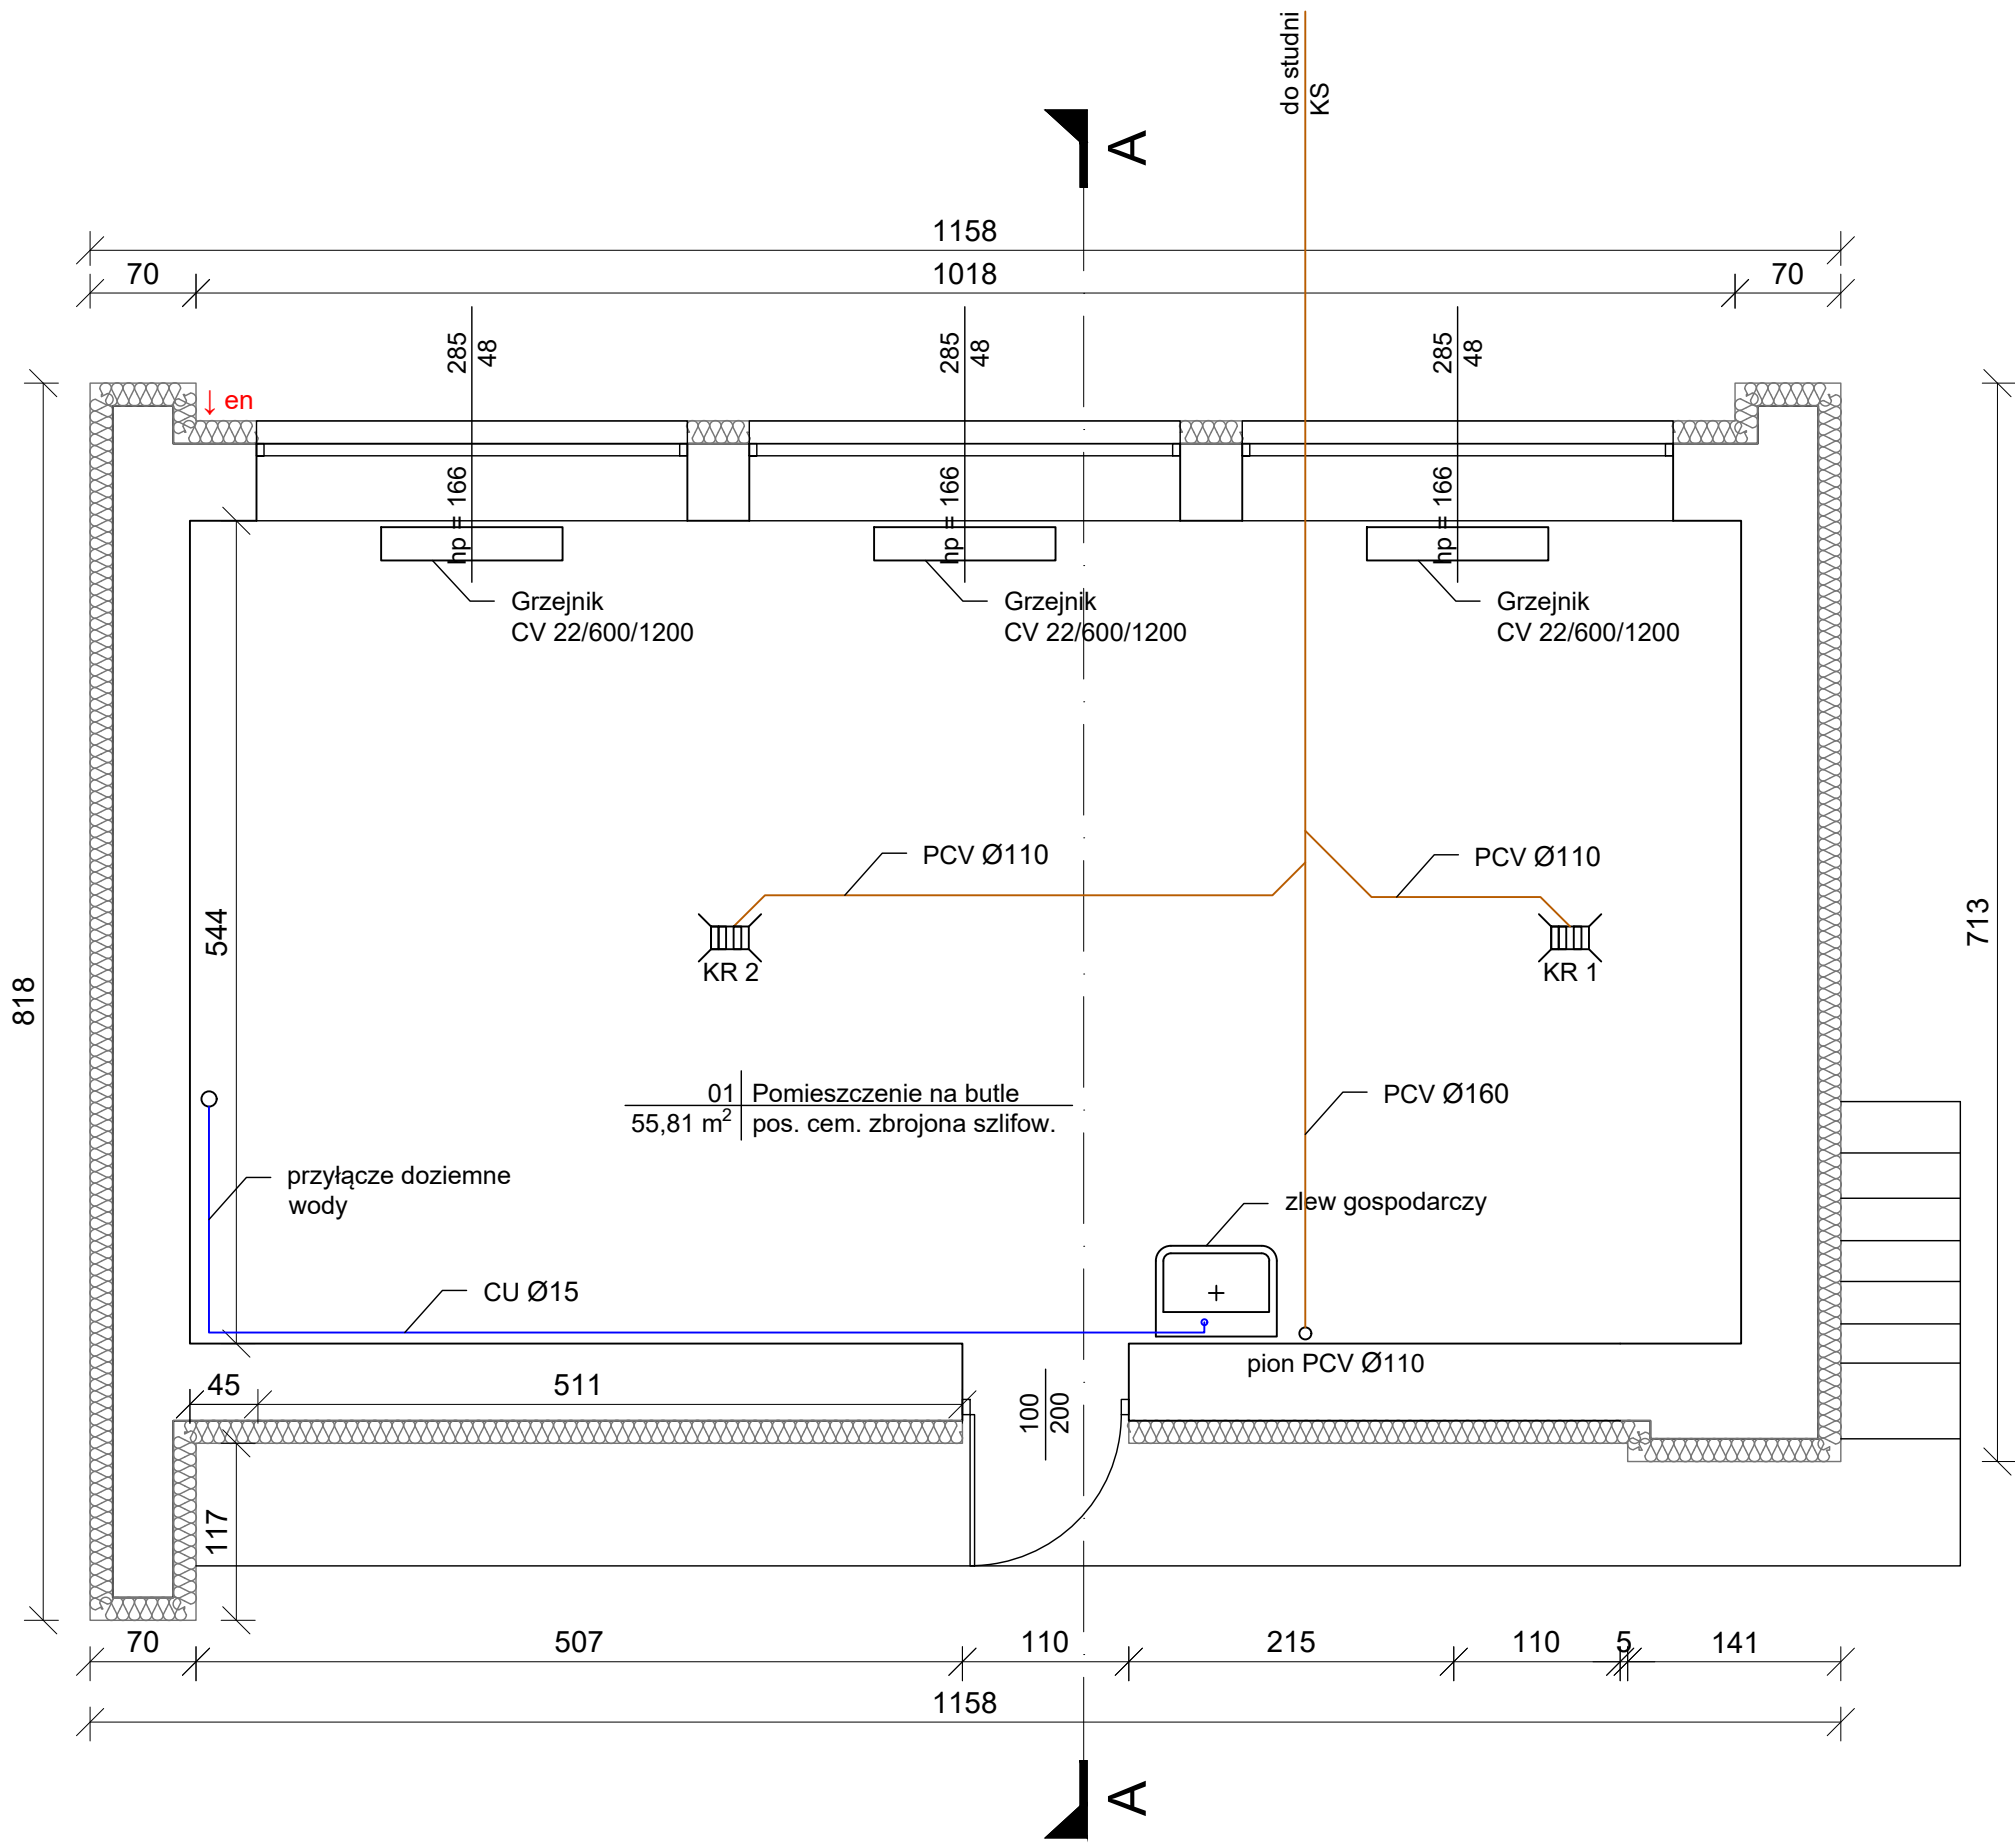 do studni
KS
A
1158
70
1018
70
285
48
285
48
285
48
↓ en
hp = 166
hp = 166
hp = 166
Grzejnik
CV 22/600/1200
Grzejnik
CV 22/600/1200
Grzejnik
CV 22/600/1200
PCV Ø110
PCV Ø110
544
818
713
KR 2
KR 1
01 Pomieszczenie na butle
55,81 m² pos. cem. zbrojona szlifow.
PCV Ø160
przyłącze doziemne
wody
zlew gospodarczy
CU Ø15
pion PCV Ø110
45
511
100
200
117
70
507
110
215
110
5
141
1158
A